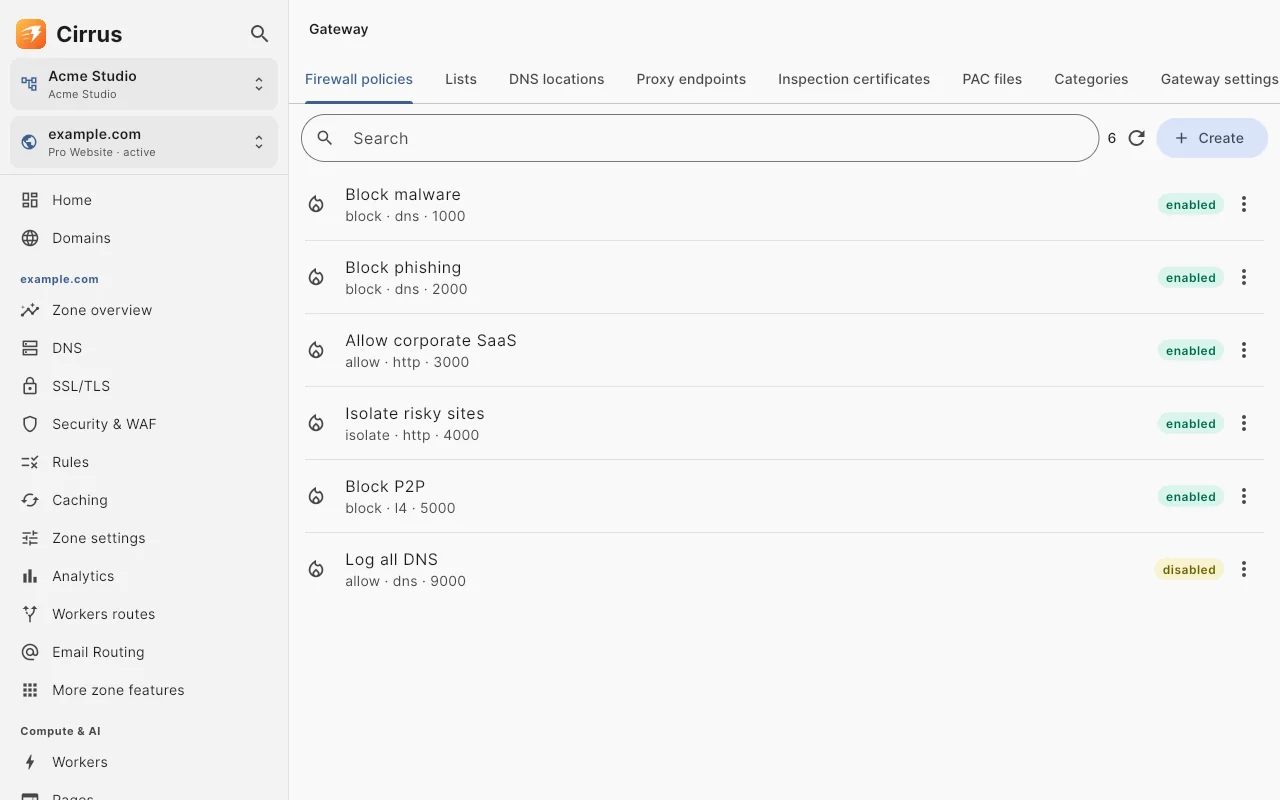 Cirrus
Acme Studio
Acme Studio
example.com
Pro Website · active
Home
Domains
example.com
Zone overview
DNS
SSL/TLS
Security & WAF
Rules
Caching
Zone settings
Analytics
Workers routes
Email Routing
More zone features
Compute & AI
Workers
Pages
Gateway
Firewall policies
Lists
DNS locations
Proxy endpoints
Inspection certificates
PAC files
Categories
Gateway settings
Search
6
Create
Block malware
block · dns · 1000
enabled
Block phishing
block · dns · 2000
enabled
Allow corporate SaaS
allow · http · 3000
enabled
Isolate risky sites
isolate · http · 4000
enabled
Block P2P
block · l4 · 5000
enabled
Log all DNS
allow · dns · 9000
disabled